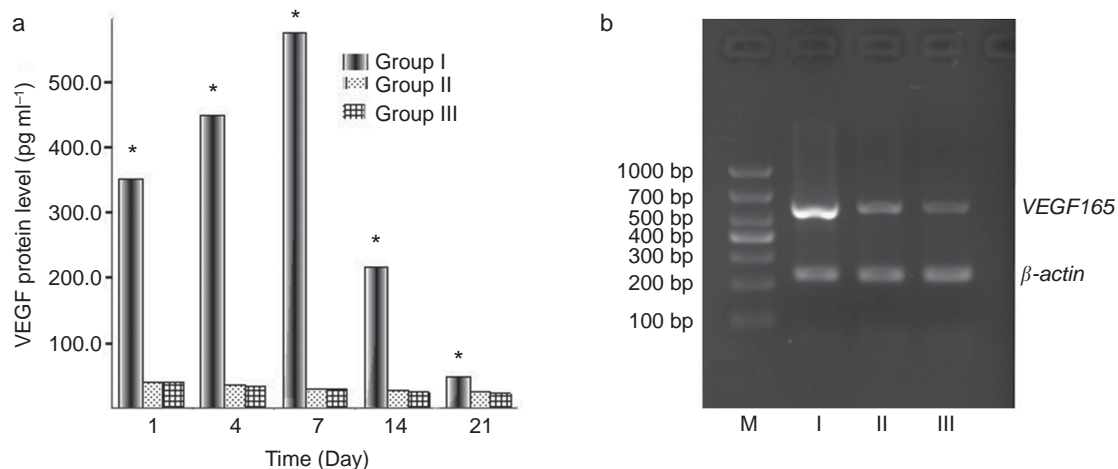 a
VEGF protein level (pg ml⁻¹)
500.0
400.0
300.0
200.0
100.0
*
*
*
*
*
Group I
Group II
Group III
1 4 7 14 21
Time (Day)
b
1000 bp
700 bp
500 bp
400 bp
300 bp
200 bp
100 bp
VEGF165
β-actin
M I II III